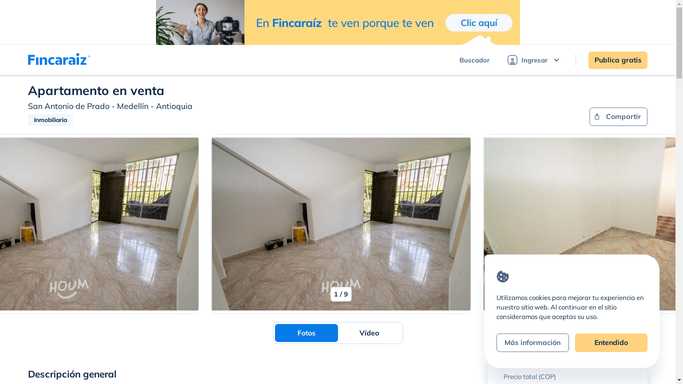 En Fincaraíz te ven porque te ven
Clic aquí
Fincaraiz
Buscador
Ingresar
Publica gratis
Apartamento en venta
San Antonio de Prado - Medellín - Antioquia
Inmobiliaria
Compartir
HOUM
HOUM
1 / 9
Utilizamos cookies para mejorar tu experiencia en
nuestro sitio web. Al continuar en el sitio
consideramos que aceptas su uso.
Más información
Entendido
Fotos
Vídeo
Descripción general
Precio total (COP)